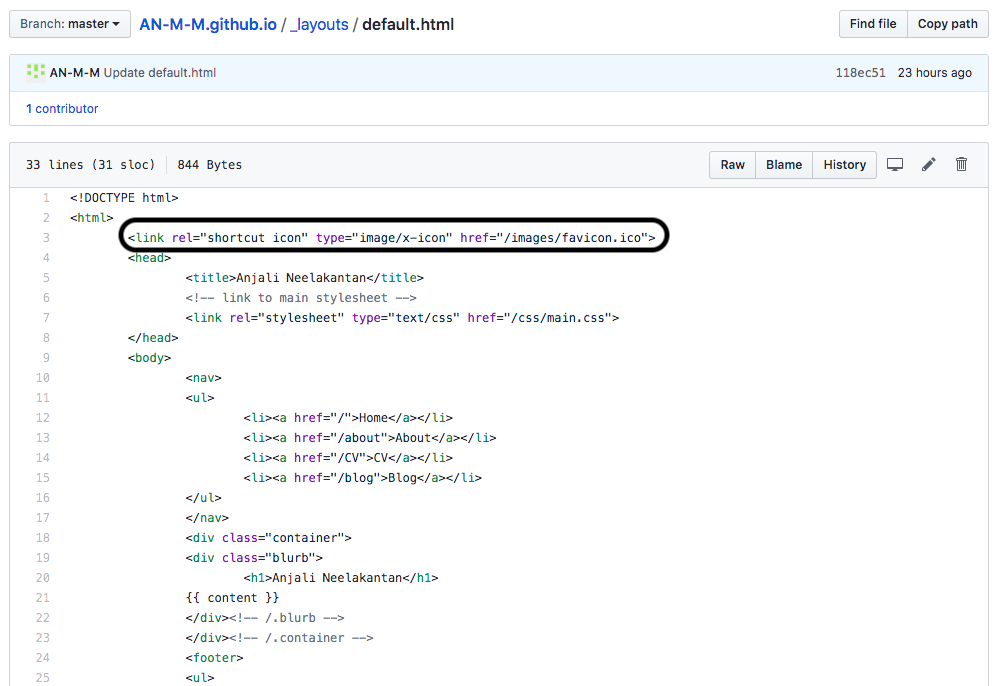 Branch: master AN-M-M.github.io / _layouts / default.html Find file Copy path
AN-M-M Update default.html 118ec51 23 hours ago
1 contributor
33 lines (31 sloc) 844 Bytes Raw Blame History
1 <!DOCTYPE html>
2 <html>
3 <link rel="shortcut icon" type="image/x-icon" href="/images/favicon.ico">
4 <head>
5 <title>Anjali Neelakantan</title>
6 <!-- link to main stylesheet -->
7 <link rel="stylesheet" type="text/css" href="/css/main.css">
8 </head>
9 <body>
10 <nav>
11 <ul>
12 <li><a href="/">Home</a></li>
13 <li><a href="/about">About</a></li>
14 <li><a href="/CV">CV</a></li>
15 <li><a href="/blog">Blog</a></li>
16 </ul>
17 </nav>
18 <div class="container">
19 <div class="blurb">
20 <h1>Anjali Neelakantan</h1>
21 {{ content }}
22 </div><!-- /.blurb -->
23 </div><!-- /.container -->
24 <footer>
25 <ul>